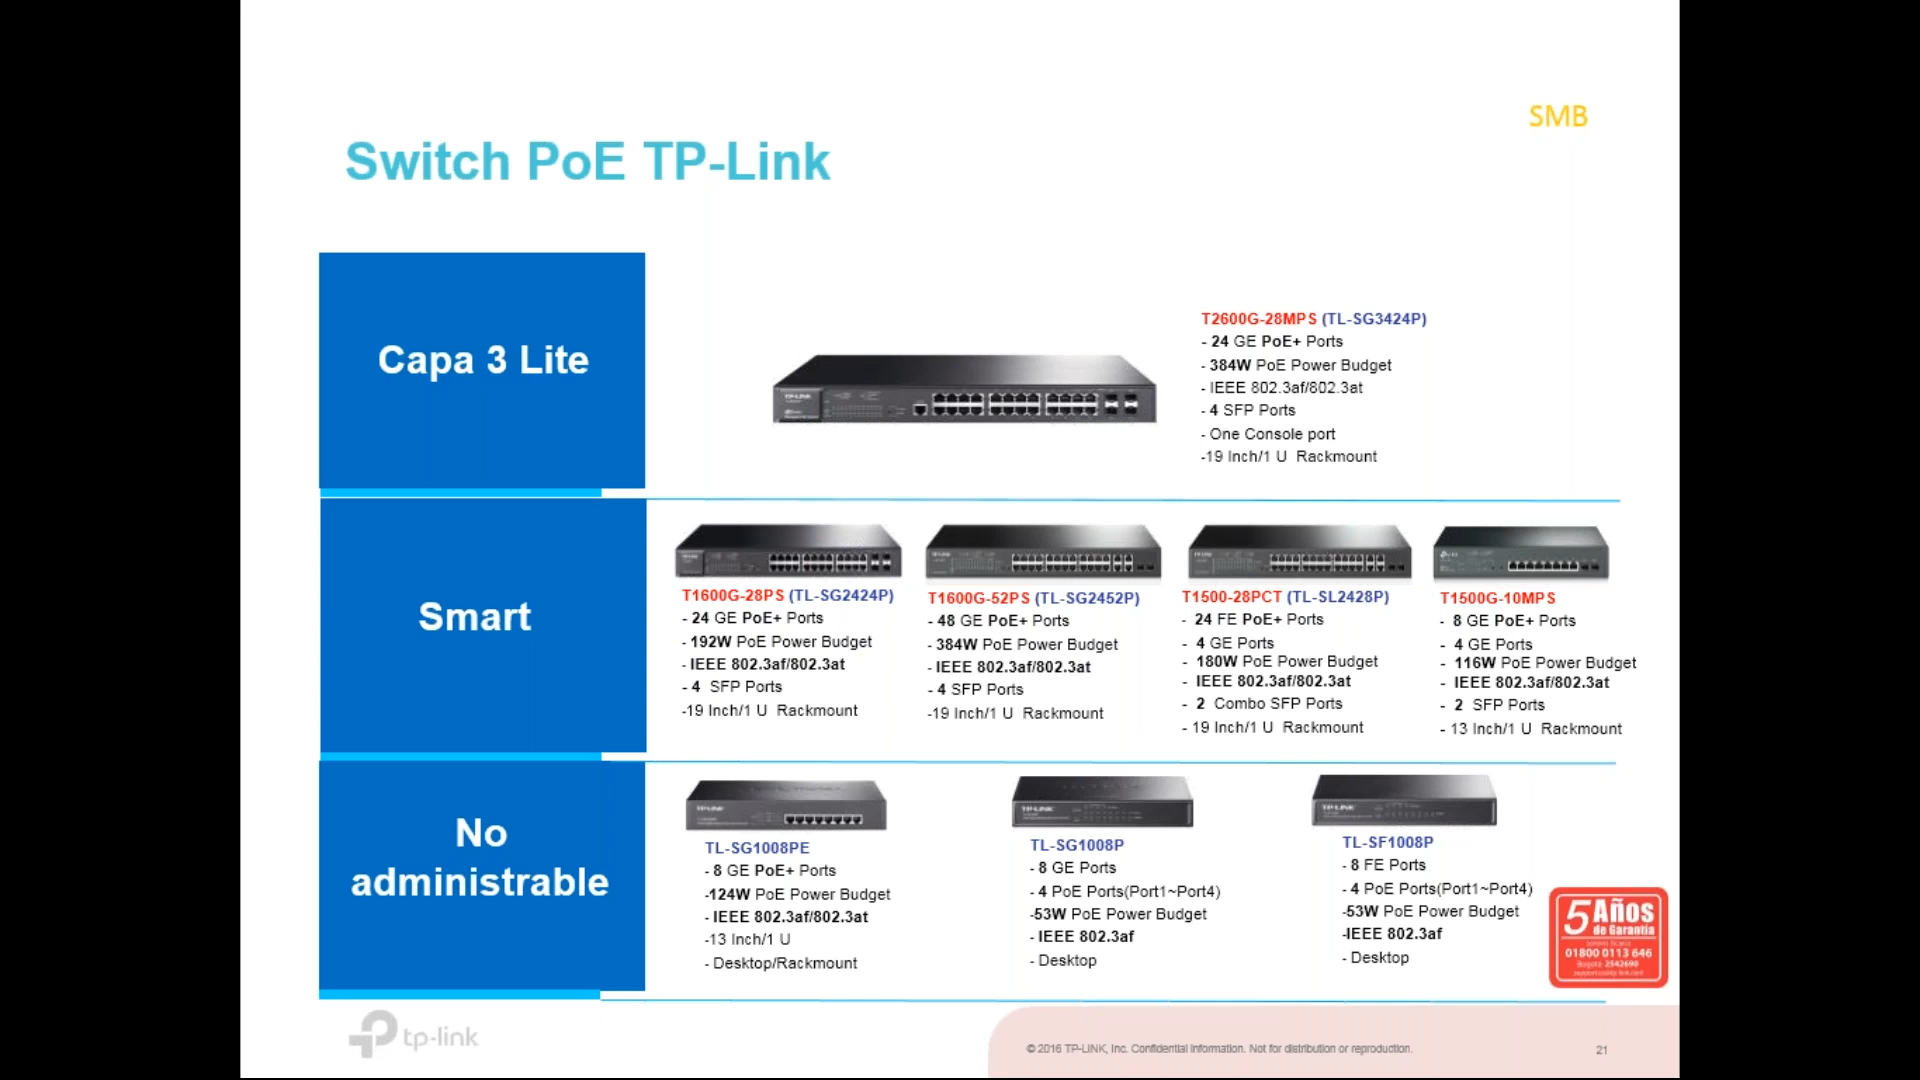 SMB
Switch PoE TP-Link
Capa 3 Lite
T2600G-28MPS (TL-SG3424P)
- 24 GE PoE+ Ports
- 384W PoE Power Budget
- IEEE 802.3af/802.3at
- 4 SFP Ports
- One Console port
-19 Inch/1 U Rackmount
Smart
T1600G-28PS (TL-SG2424P)
- 24 GE PoE+ Ports
- 192W PoE Power Budget
- IEEE 802.3af/802.3at
- 4 SFP Ports
-19 Inch/1 U Rackmount
T1600G-52PS (TL-SG2452P)
- 48 GE PoE+ Ports
- 384W PoE Power Budget
- IEEE 802.3af/802.3at
- 4 SFP Ports
-19 Inch/1 U Rackmount
T1500-28PCT (TL-SL2428P)
- 24 FE PoE+ Ports
- 4 GE Ports
- 180W PoE Power Budget
- IEEE 802.3af/802.3at
- 2 Combo SFP Ports
- 19 Inch/1 U Rackmount
T1500G-10MPS
- 8 GE PoE+ Ports
- 4 GE Ports
- 116W PoE Power Budget
- IEEE 802.3af/802.3at
- 2 SFP Ports
- 13 Inch/1 U Rackmount
No
administrable
TP-LINK
TL-SG1008PE
- 8 GE PoE+ Ports
-124W PoE Power Budget
- IEEE 802.3af/802.3at
-13 Inch/1 U
- Desktop/Rackmount
TP-LINK
TL-SG1008P
- 8 GE Ports
- 4 PoE Ports(Port1~Port4)
-53W PoE Power Budget
- IEEE 802.3af
- Desktop
TP-LINK
TL-SF1008P
- 8 FE Ports
- 4 PoE Ports(Port1~Port4)
-53W PoE Power Budget
-IEEE 802.3af
- Desktop
5 Años
de Garantía
01800 0113 646
Bogotá: 2542690
tp-link
© 2016 TP-LINK, Inc. Confidential Information. Not for distribution or reproduction.
21